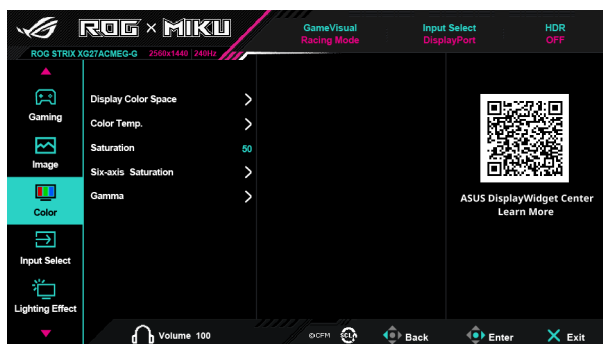 ROG × MIKU
ROG STRIX XG27ACMEG-G 2560x1440 240Hz
GameVisual
Racing Mode
Input Select
DisplayPort
HDR
OFF
Gaming
Image
Color
Input Select
Lighting Effect
Display Color Space
Color Temp.
Saturation 50
Six-axis Saturation
Gamma
ASUS DisplayWidget Center
Learn More
Volume 100
CFM
Back
Enter
Exit